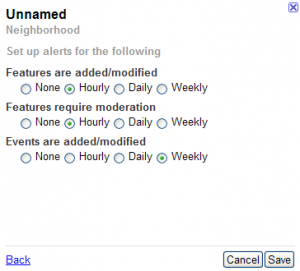 Unnamed
Neighborhood
Set up alerts for the following
Features are added/modified
None Hourly Daily Weekly
Features require moderation
None Hourly Daily Weekly
Events are added/modified
None Hourly Daily Weekly
Back Cancel Save